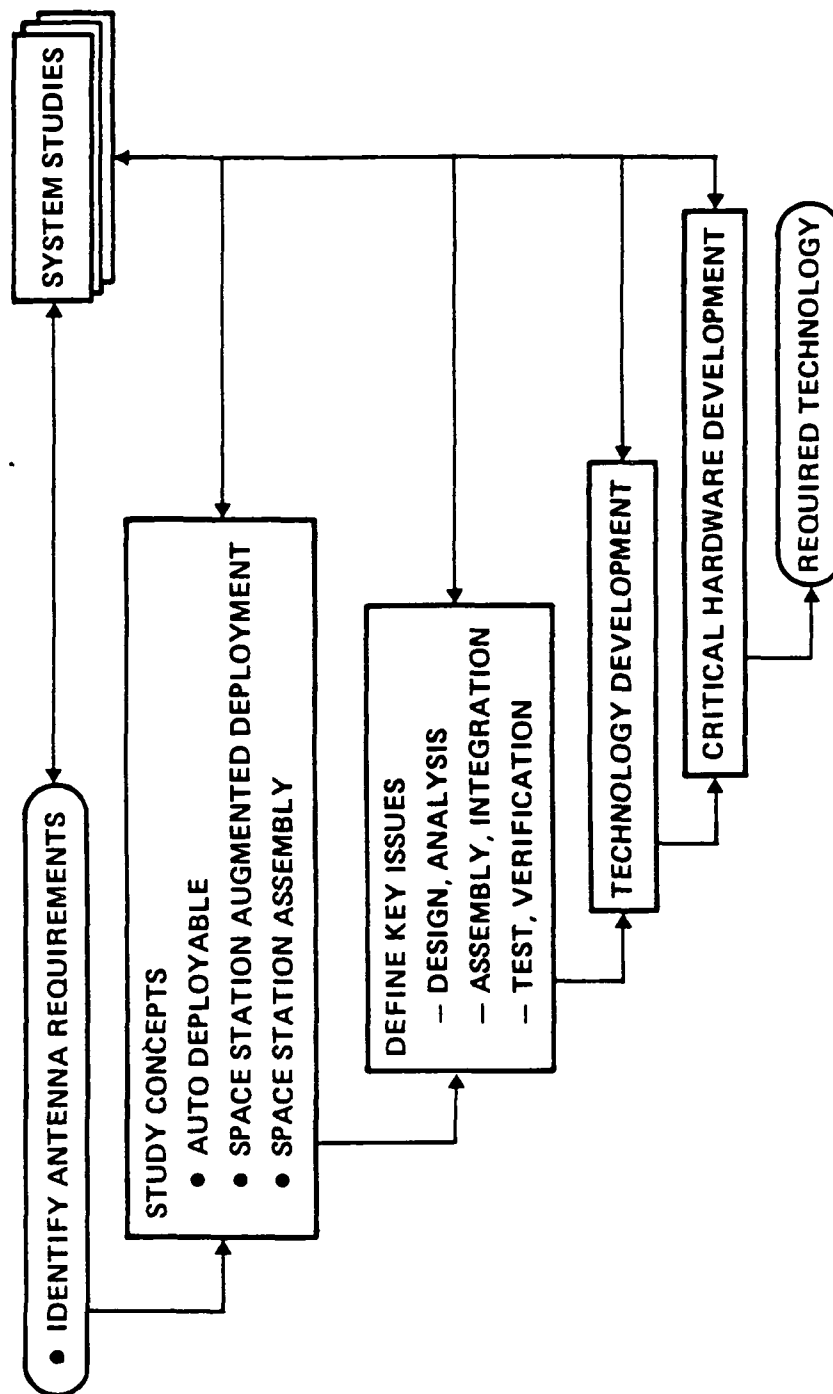 ● IDENTIFY ANTENNA REQUIREMENTS
SYSTEM STUDIES
STUDY CONCEPTS
● AUTO DEPLOYABLE
● SPACE STATION AUGMENTED DEPLOYMENT
● SPACE STATION ASSEMBLY
DEFINE KEY ISSUES
– DESIGN, ANALYSIS
– ASSEMBLY, INTEGRATION
– TEST, VERIFICATION
TECHNOLOGY DEVELOPMENT
CRITICAL HARDWARE DEVELOPMENT
REQUIRED TECHNOLOGY